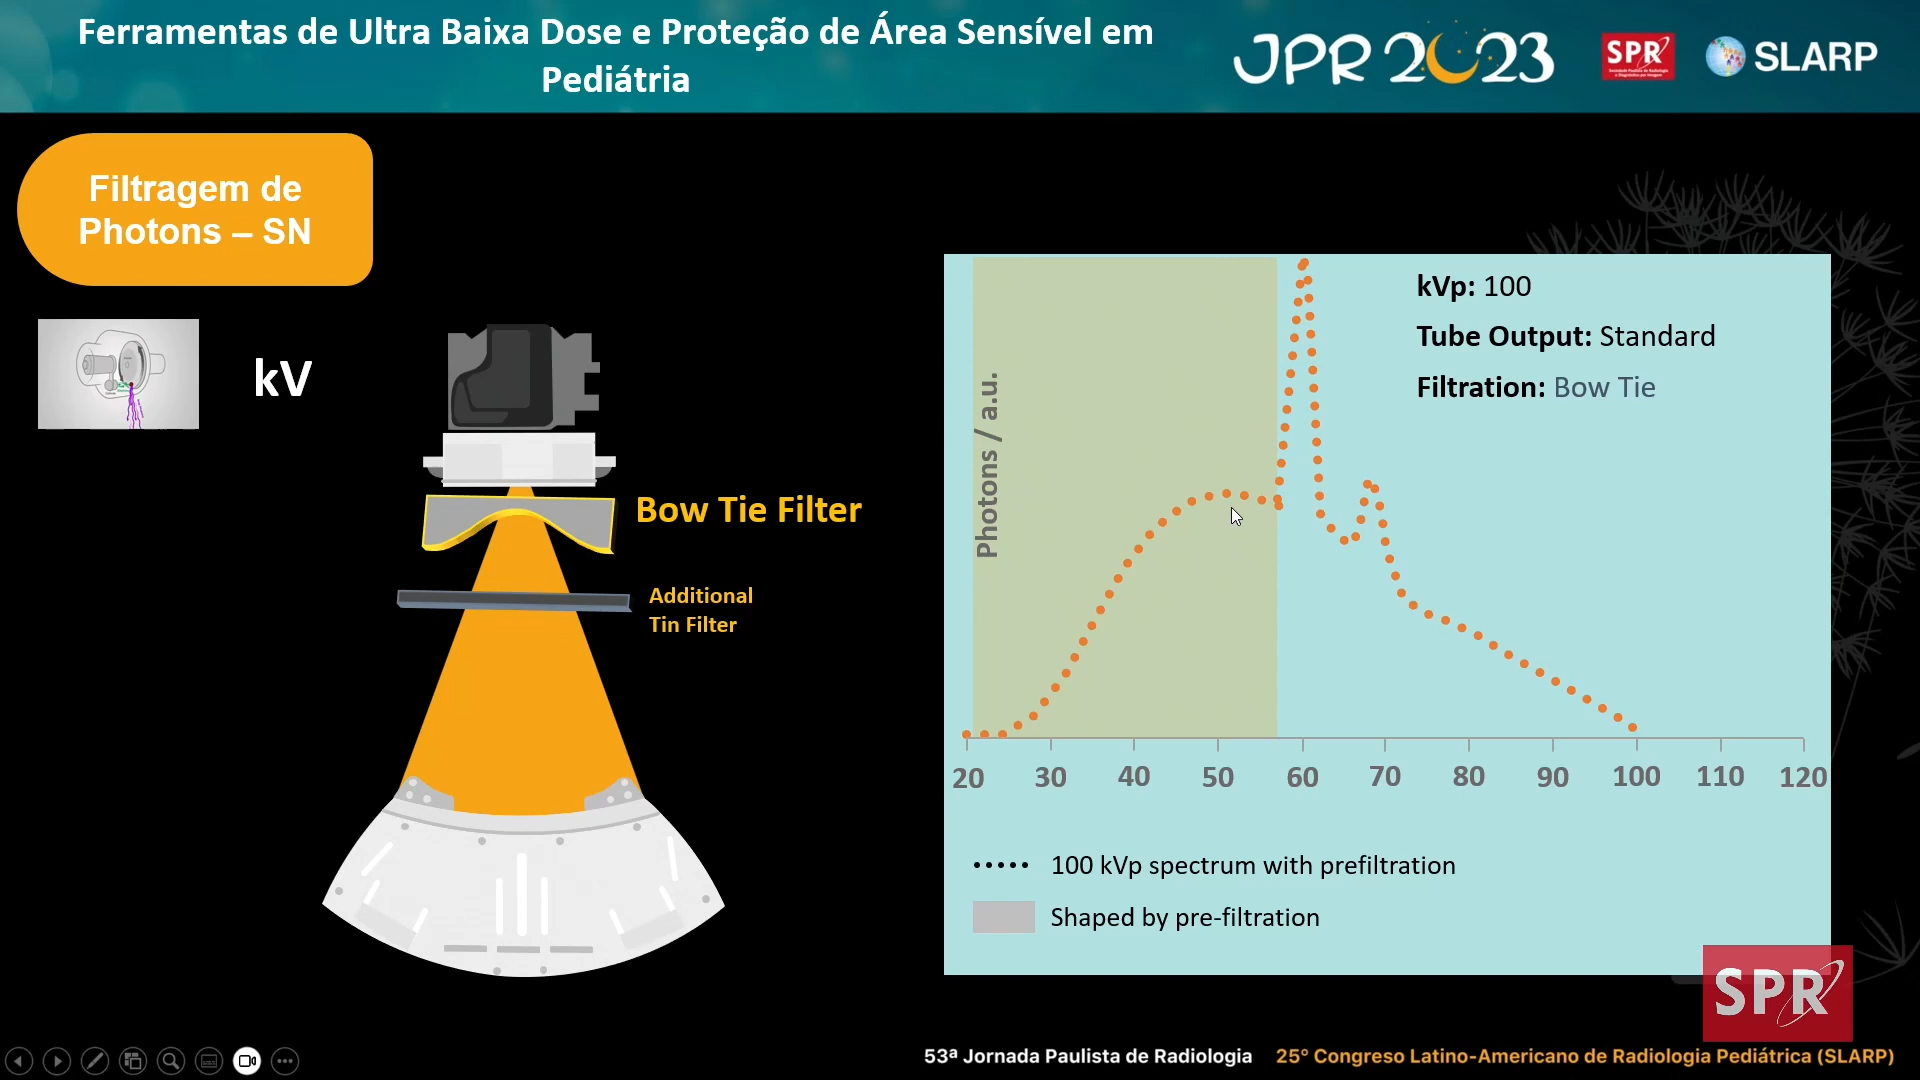 Ferramentas de Ultra Baixa Dose e Proteção de Área Sensível em
Pediátria
JPR 2023
SPR
SLARP
Filtragem de
Photons – SN
kV
Bow Tie Filter
Additional
Tin Filter
kVp: 100
Tube Output: Standard
Filtration: Bow Tie
Photons / a.u.
20 30 40 50 60 70 80 90 100 110 120
100 kVp spectrum with prefiltration
Shaped by pre-filtration
SPR
53ª Jornada Paulista de Radiologia 25° Congreso Latino-Americano de Radiologia Pediátrica (SLARP)